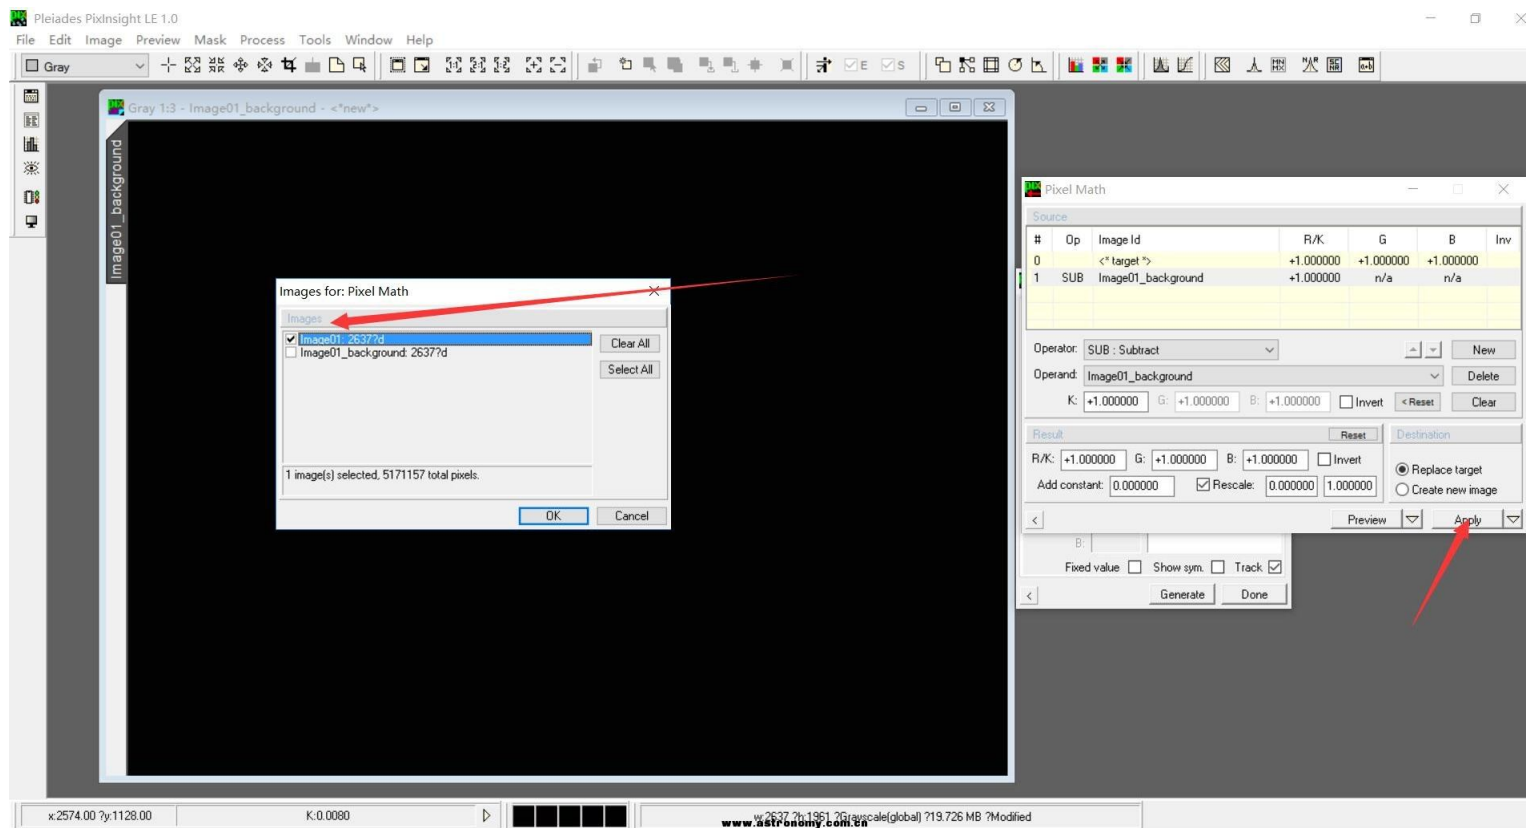 Pleiades PixInsight LE 1.0
File Edit Image Preview Mask Process Tools Window Help
Gray
E S
Gray 1:3 - Image01_background - <*new*>
Image01_background
Images for: Pixel Math
Images
Image01: 2637?d
Image01_background: 2637?d
Clear All
Select All
1 image(s) selected, 5171157 total pixels.
OK Cancel
Pixel Math
Source
# Op Image Id R/K G B Inv
0 <* target *> +1.000000 +1.000000 +1.000000
1 SUB Image01_background +1.000000 n/a n/a
Operator: SUB : Subtract New
Operand: Image01_background Delete
K: +1.000000 G: +1.000000 B: +1.000000 Invert < Reset Clear
Result Reset Destination
R/K: +1.000000 G: +1.000000 B: +1.000000 Invert
Replace target
Add constant: 0.000000 Rescale: 0.000000 1.000000
Create new image
< Preview Apply
B:
Fixed value Show sym. Track
< Generate Done
x:2574.00 ?y:1128.00 K:0.0080 w:2637 ?h:1961 ?Grayscale(global) ?19.726 MB ?Modified
www.astronomy.com.cn